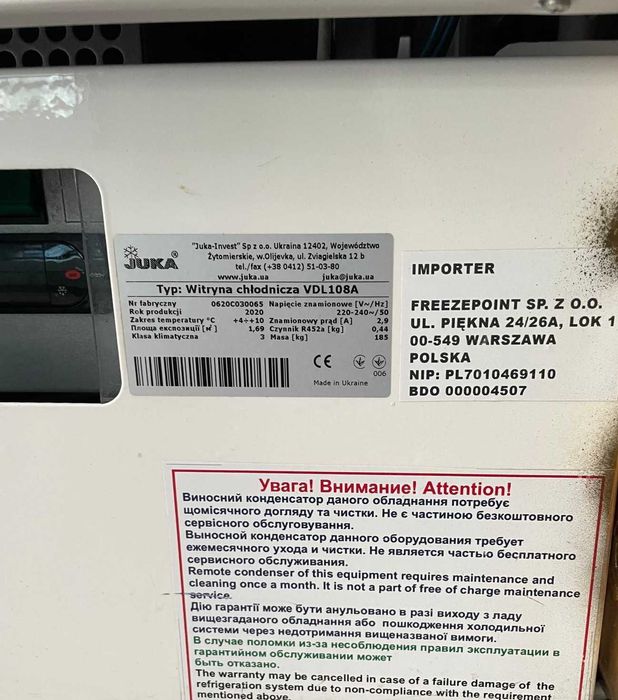 "Juka-Invest" Sp z o.o. Ukraina 12402, Województwo
Żytomierskie, w.Olijevka, ul. Zviagielska 12 b
tel./fax (+38 0412) 51-03-80
JUKA®
www.juka.ua juka@juka.ua
Typ: Witryna chłodnicza VDL108A
Nr fabryczny 0620C030065 Napięcie znamionowe [V~/Hz]
Rok produkcji 2020 220-240~/50
Zakres temperatury °C +4÷+10 Znamionowy prąd [A] 2,9
Площа експозиції [м²] 1,69 Czynnik R452a [kg] 0,44
Klasa klimatyczna 3 Masa [kg] 185
CE
006
Made in Ukraine
IMPORTER
FREEZEPOINT SP. Z O.O.
UL. PIĘKNA 24/26A, LOK 1
00-549 WARSZAWA
POLSKA
NIP: PL7010469110
BDO 000004507
Увага! Внимание! Attention!
Виносний конденсатор даного обладнання потребує
щомісячного догляду та чистки. Не є частиною безкоштовного
сервісного обслуговування.
Выносной конденсатор данного оборудования требует
ежемесячного ухода и чистки. Не является частью бесплатного
сервисного обслуживания.
Remote condenser of this equipment requires maintenance and
cleaning once a month. It is not a part of free of charge maintenance
service.
Дію гарантії може бути анульовано в разі виходу з ладу
вищезгаданого обладнання або пошкодження холодильної
системи через недотримання вищеназваної вимоги.
В случае поломки из-за несоблюдения правил эксплуатации в
гарантийном обслуживании может
быть отказано.
The warranty may be cancelled in case of a failure damage of the
refrigeration system due to non-compliance with the requirement
mentioned above.